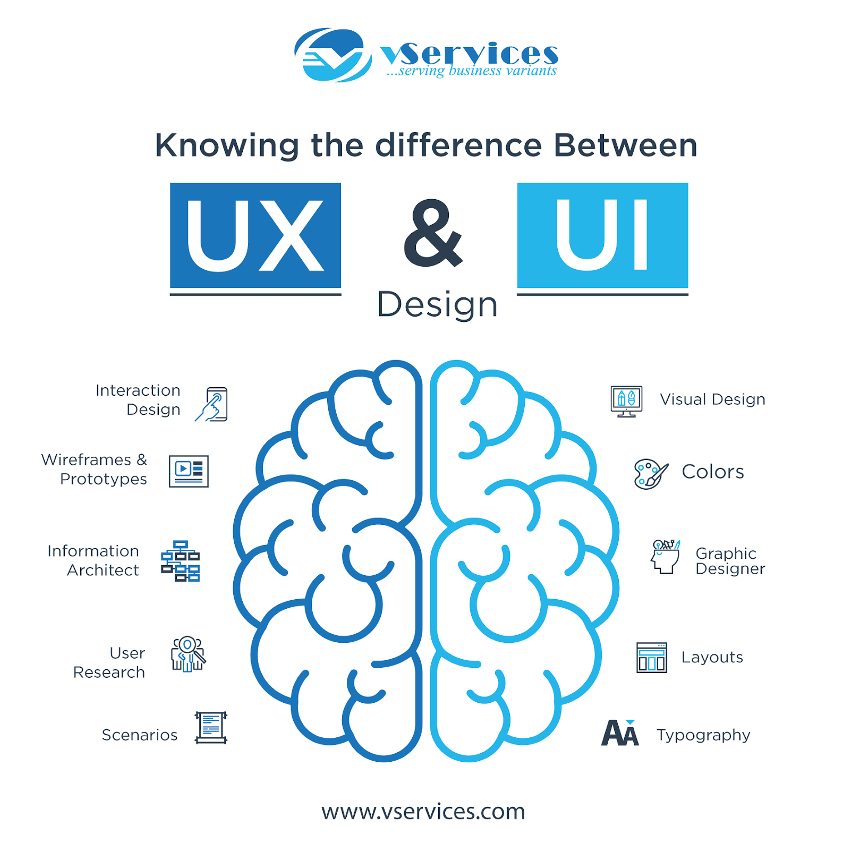 vServices
...serving business variants
Knowing the difference Between
UX & UI
Design
Interaction
Design
Wireframes &
Prototypes
Information
Architect
User
Research
Scenarios
Visual Design
Colors
Graphic
Designer
Layouts
AA Typography
www.vservices.com